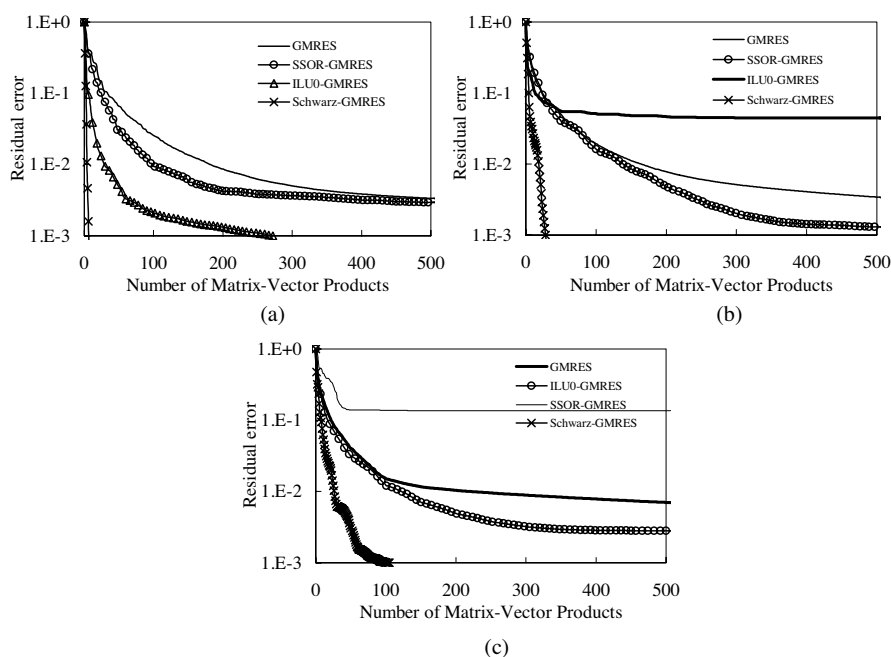 1.E+0
1.E-1
1.E-2
1.E-3
Residual error
0 100 200 300 400 500
Number of Matrix-Vector Products
GMRES
SSOR-GMRES
ILU0-GMRES
Schwarz-GMRES
(a)
1.E+0
1.E-1
1.E-2
1.E-3
Residual error
0 100 200 300 400 500
Number of Matrix-Vector Products
GMRES
SSOR-GMRES
ILU0-GMRES
Schwarz-GMRES
(b)
1.E+0
1.E-1
1.E-2
1.E-3
Residual error
0 100 200 300 400 500
Number of Matrix-Vector Products
GMRES
ILU0-GMRES
SSOR-GMRES
Schwarz-GMRES
(c)